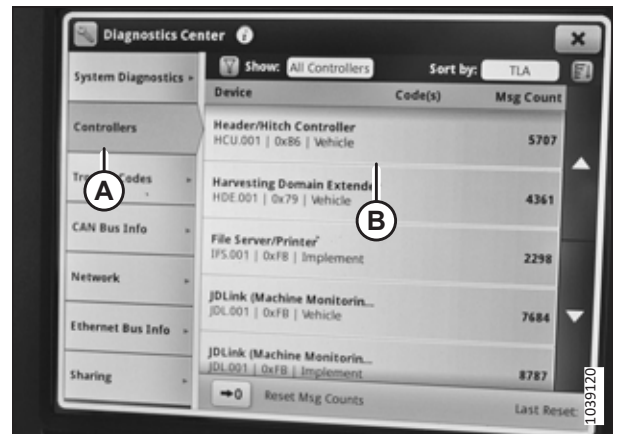 Diagnostics Center i
System Diagnostics
Show: All Controllers Sort by: TLA
Device Code(s) Msg Count
Controllers
Header/Hitch Controller
HCU.001 | 0x86 | Vehicle 5707
A
Codes
Harvesting Domain Extende
HDE.001 | 0x79 | Vehicle 4361
B
CAN Bus Info
File Server/Printer
IFS.001 | 0xF8 | Implement 2298
Network
JDLink (Machine Monitorin...
JDL.001 | 0xFB | Vehicle 7684
Ethernet Bus Info
JDLink (Machine Monitorin...
JDL.001 | 0xFB | Implement 8787
Sharing
→0 Reset Msg Counts Last Reset:
1039120